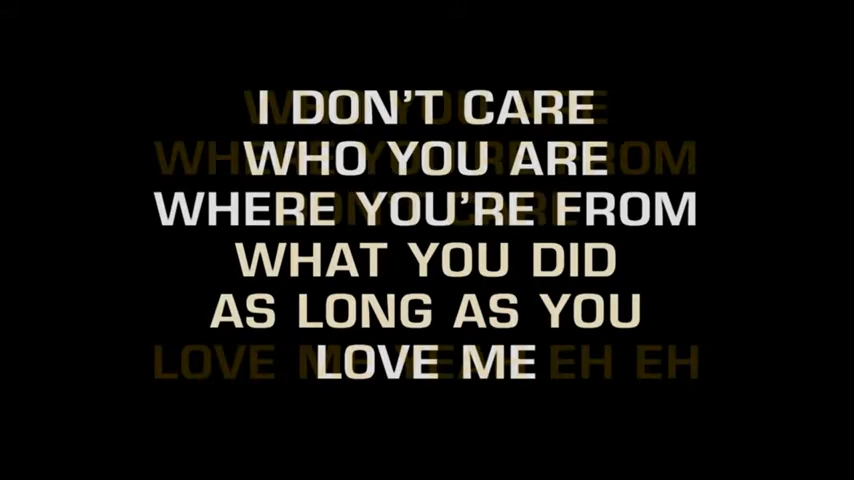 I DON'T CARE
WHO YOU ARE
WHERE YOU'RE FROM
WHAT YOU DID
AS LONG AS YOU
LOVE ME